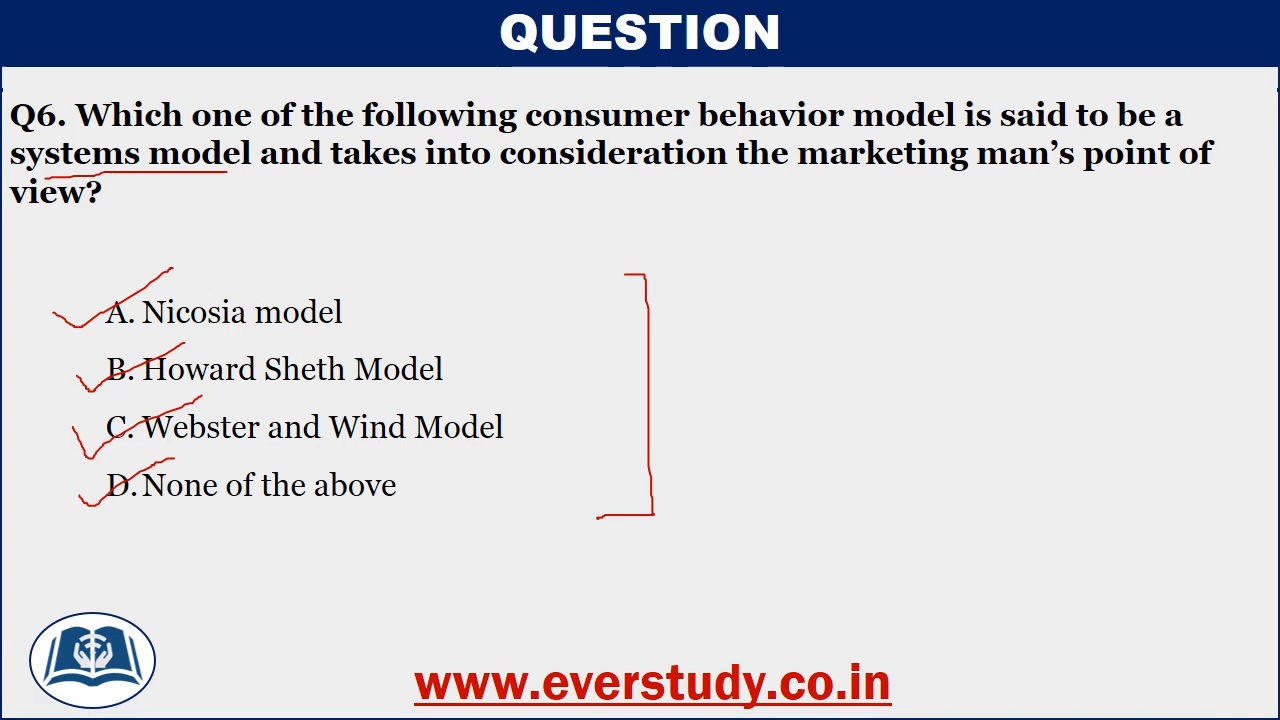 QUESTION
Q6. Which one of the following consumer behavior model is said to be a
systems model and takes into consideration the marketing man’s point of
view?
A. Nicosia model
B. Howard Sheth Model
C. Webster and Wind Model
D. None of the above
www.everstudy.co.in